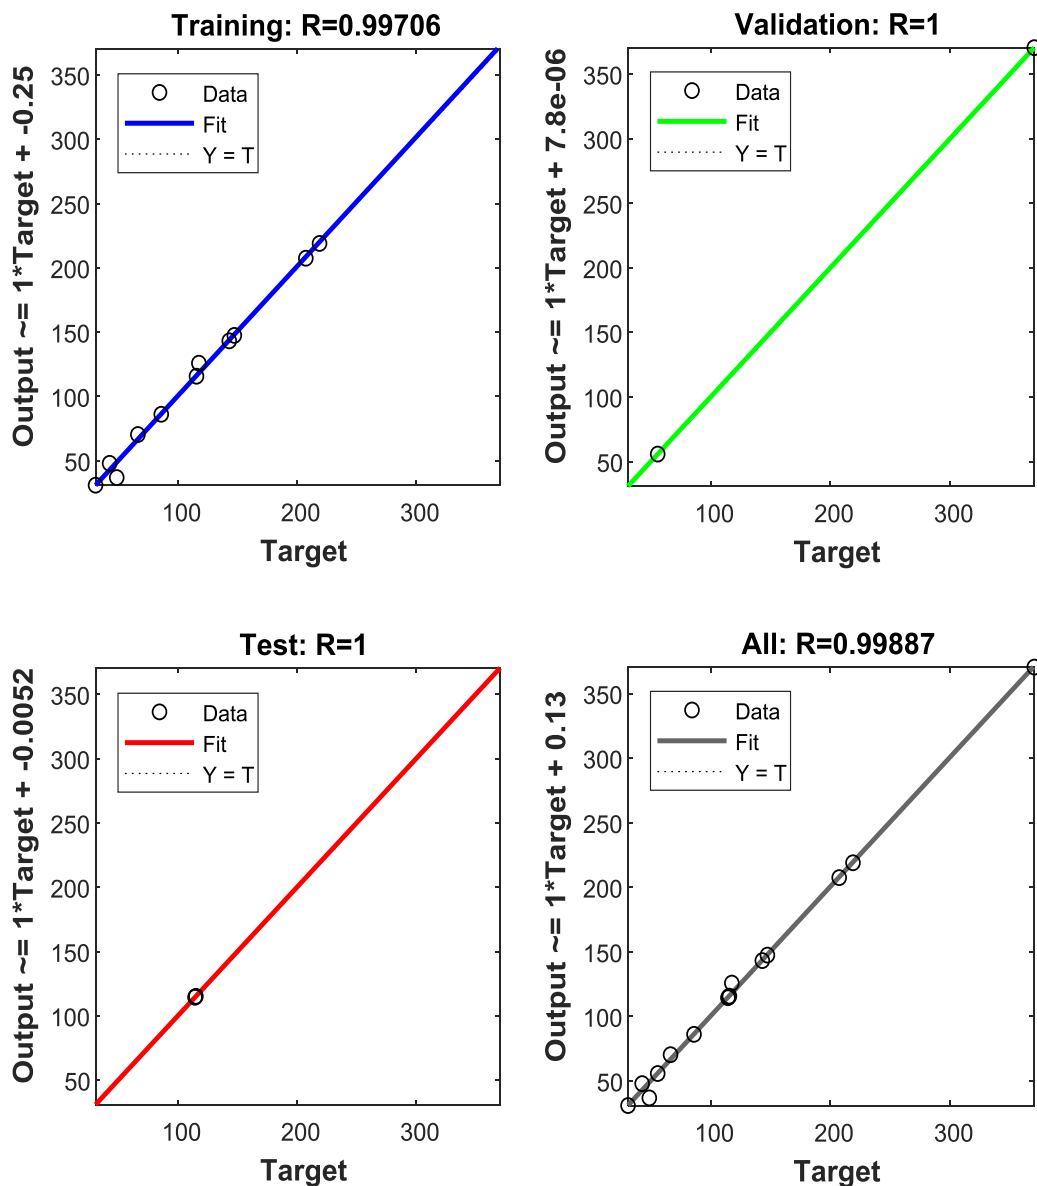 Training: R=0.99706
Output ~= 1*Target + -0.25
350
300
250
200
150
100
50
Data
Fit
Y = T
100 200 300
Target
Validation: R=1
Output ~= 1*Target + 7.8e-06
350
300
250
200
150
100
50
Data
Fit
Y = T
100 200 300
Target
Test: R=1
Output ~= 1*Target + -0.0052
350
300
250
200
150
100
50
Data
Fit
Y = T
100 200 300
Target
All: R=0.99887
Output ~= 1*Target + 0.13
350
300
250
200
150
100
50
Data
Fit
Y = T
100 200 300
Target